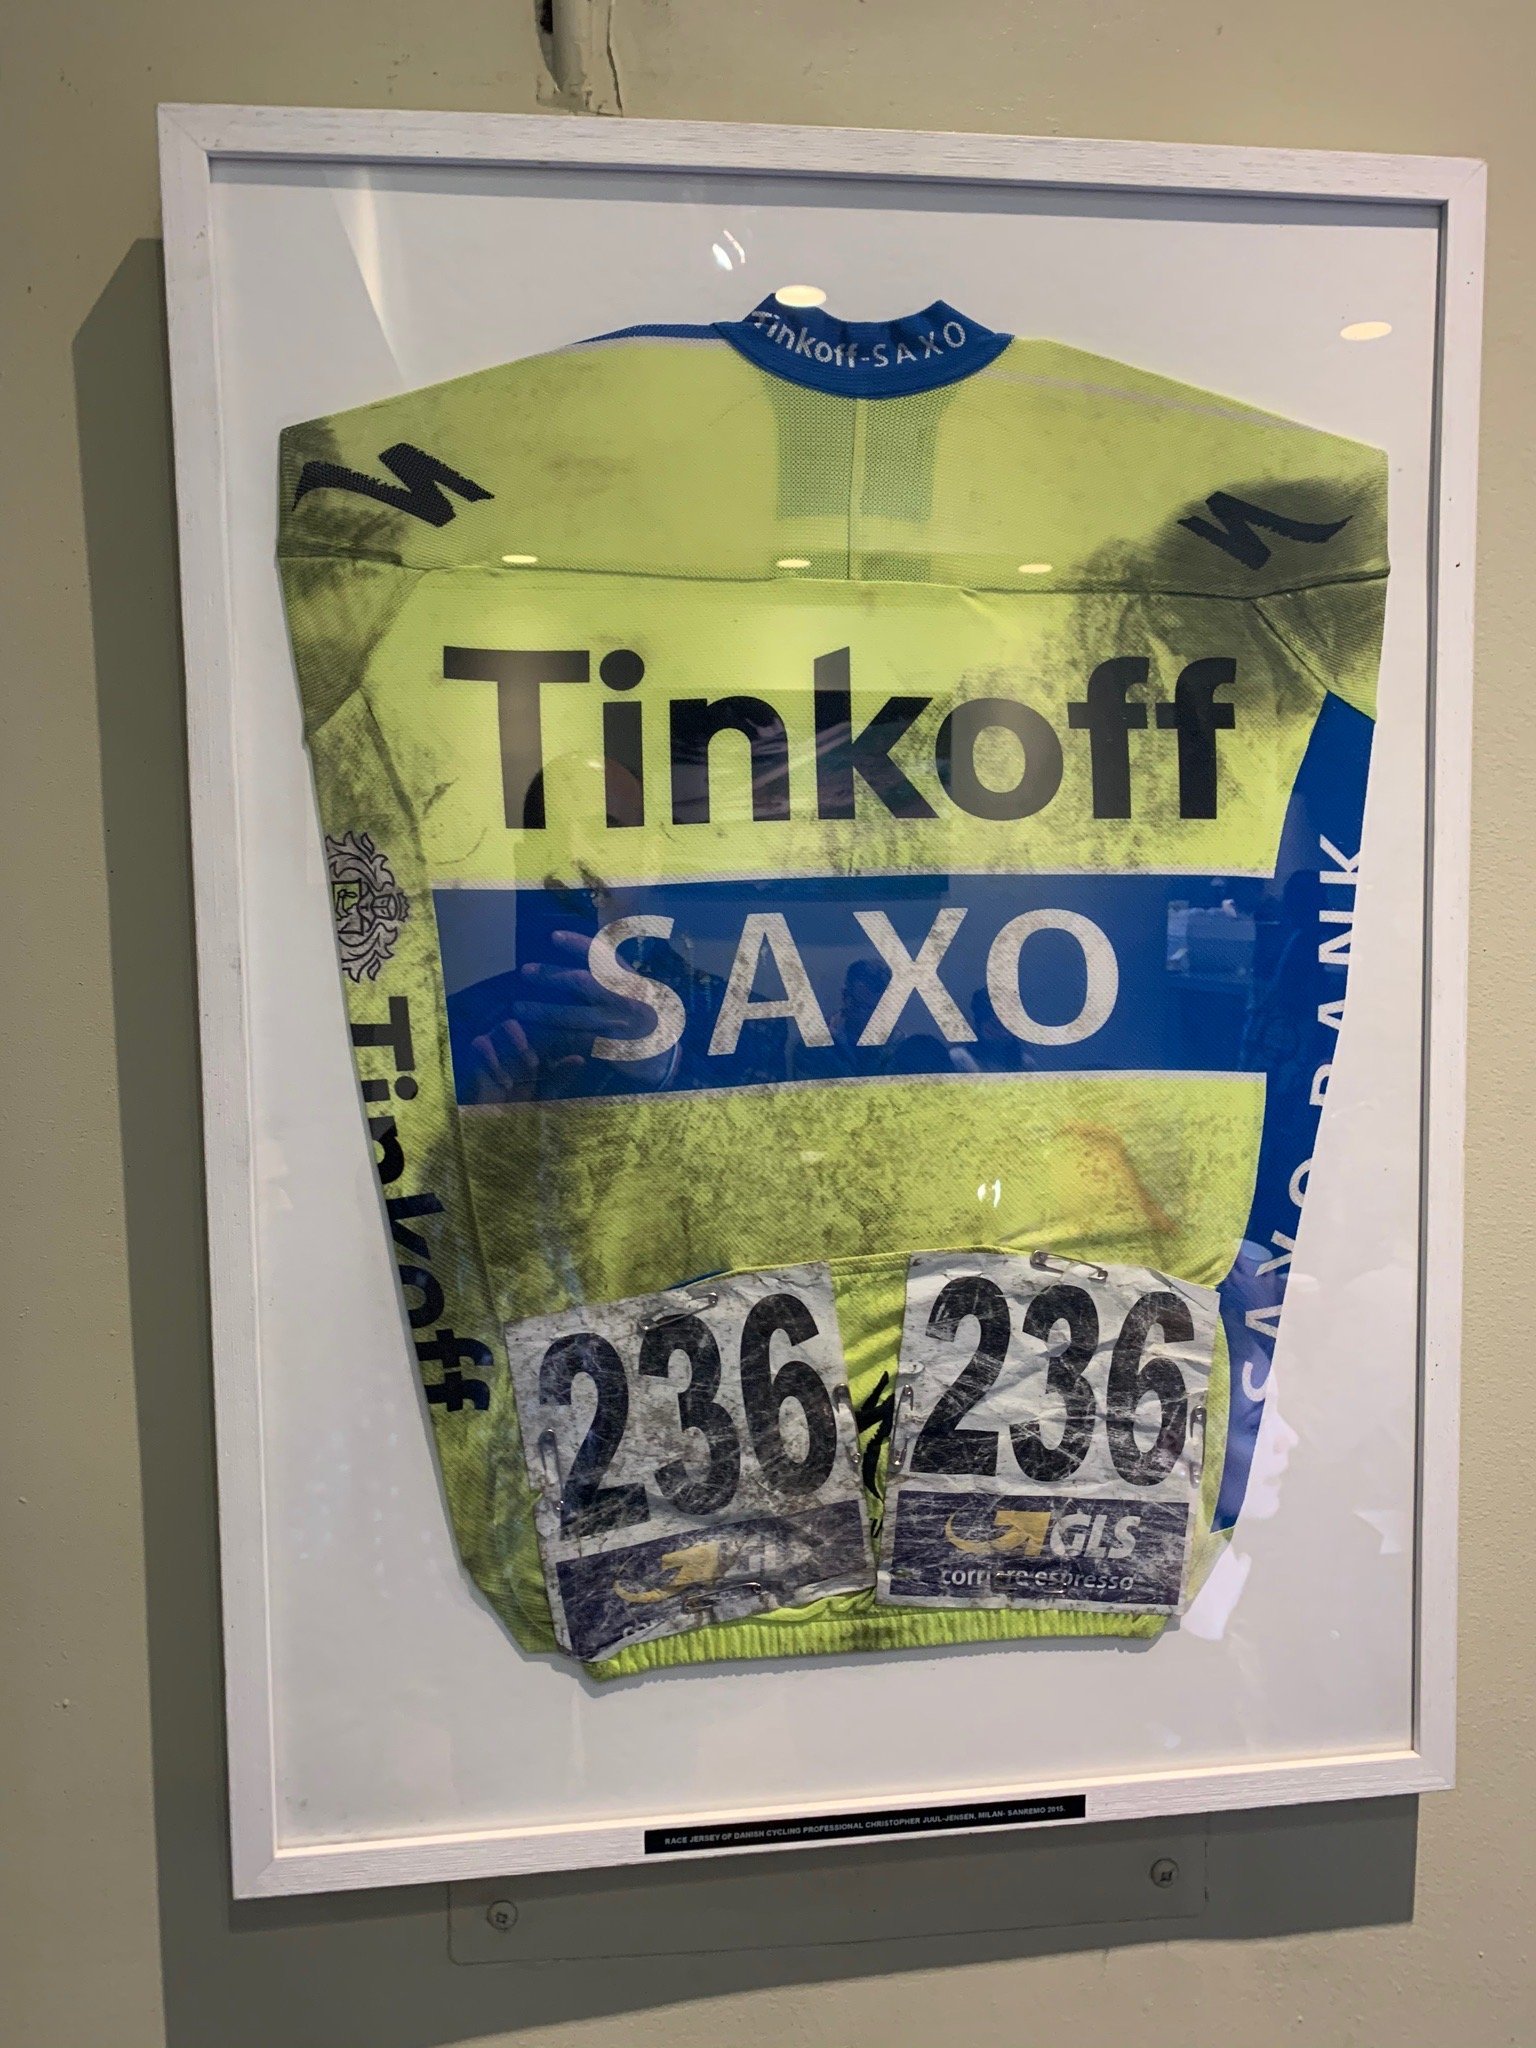 Tinkoff-SAXO
Tinkoff
SAXO
Tinkoff
SAXO BANK
236
236
GLS
GLS
corriere espresso
RACE JERSEY OF DANISH CYCLING PROFESSIONAL CHRISTOPHER JUUL-JENSEN, MILAN- SANREMO 2015.